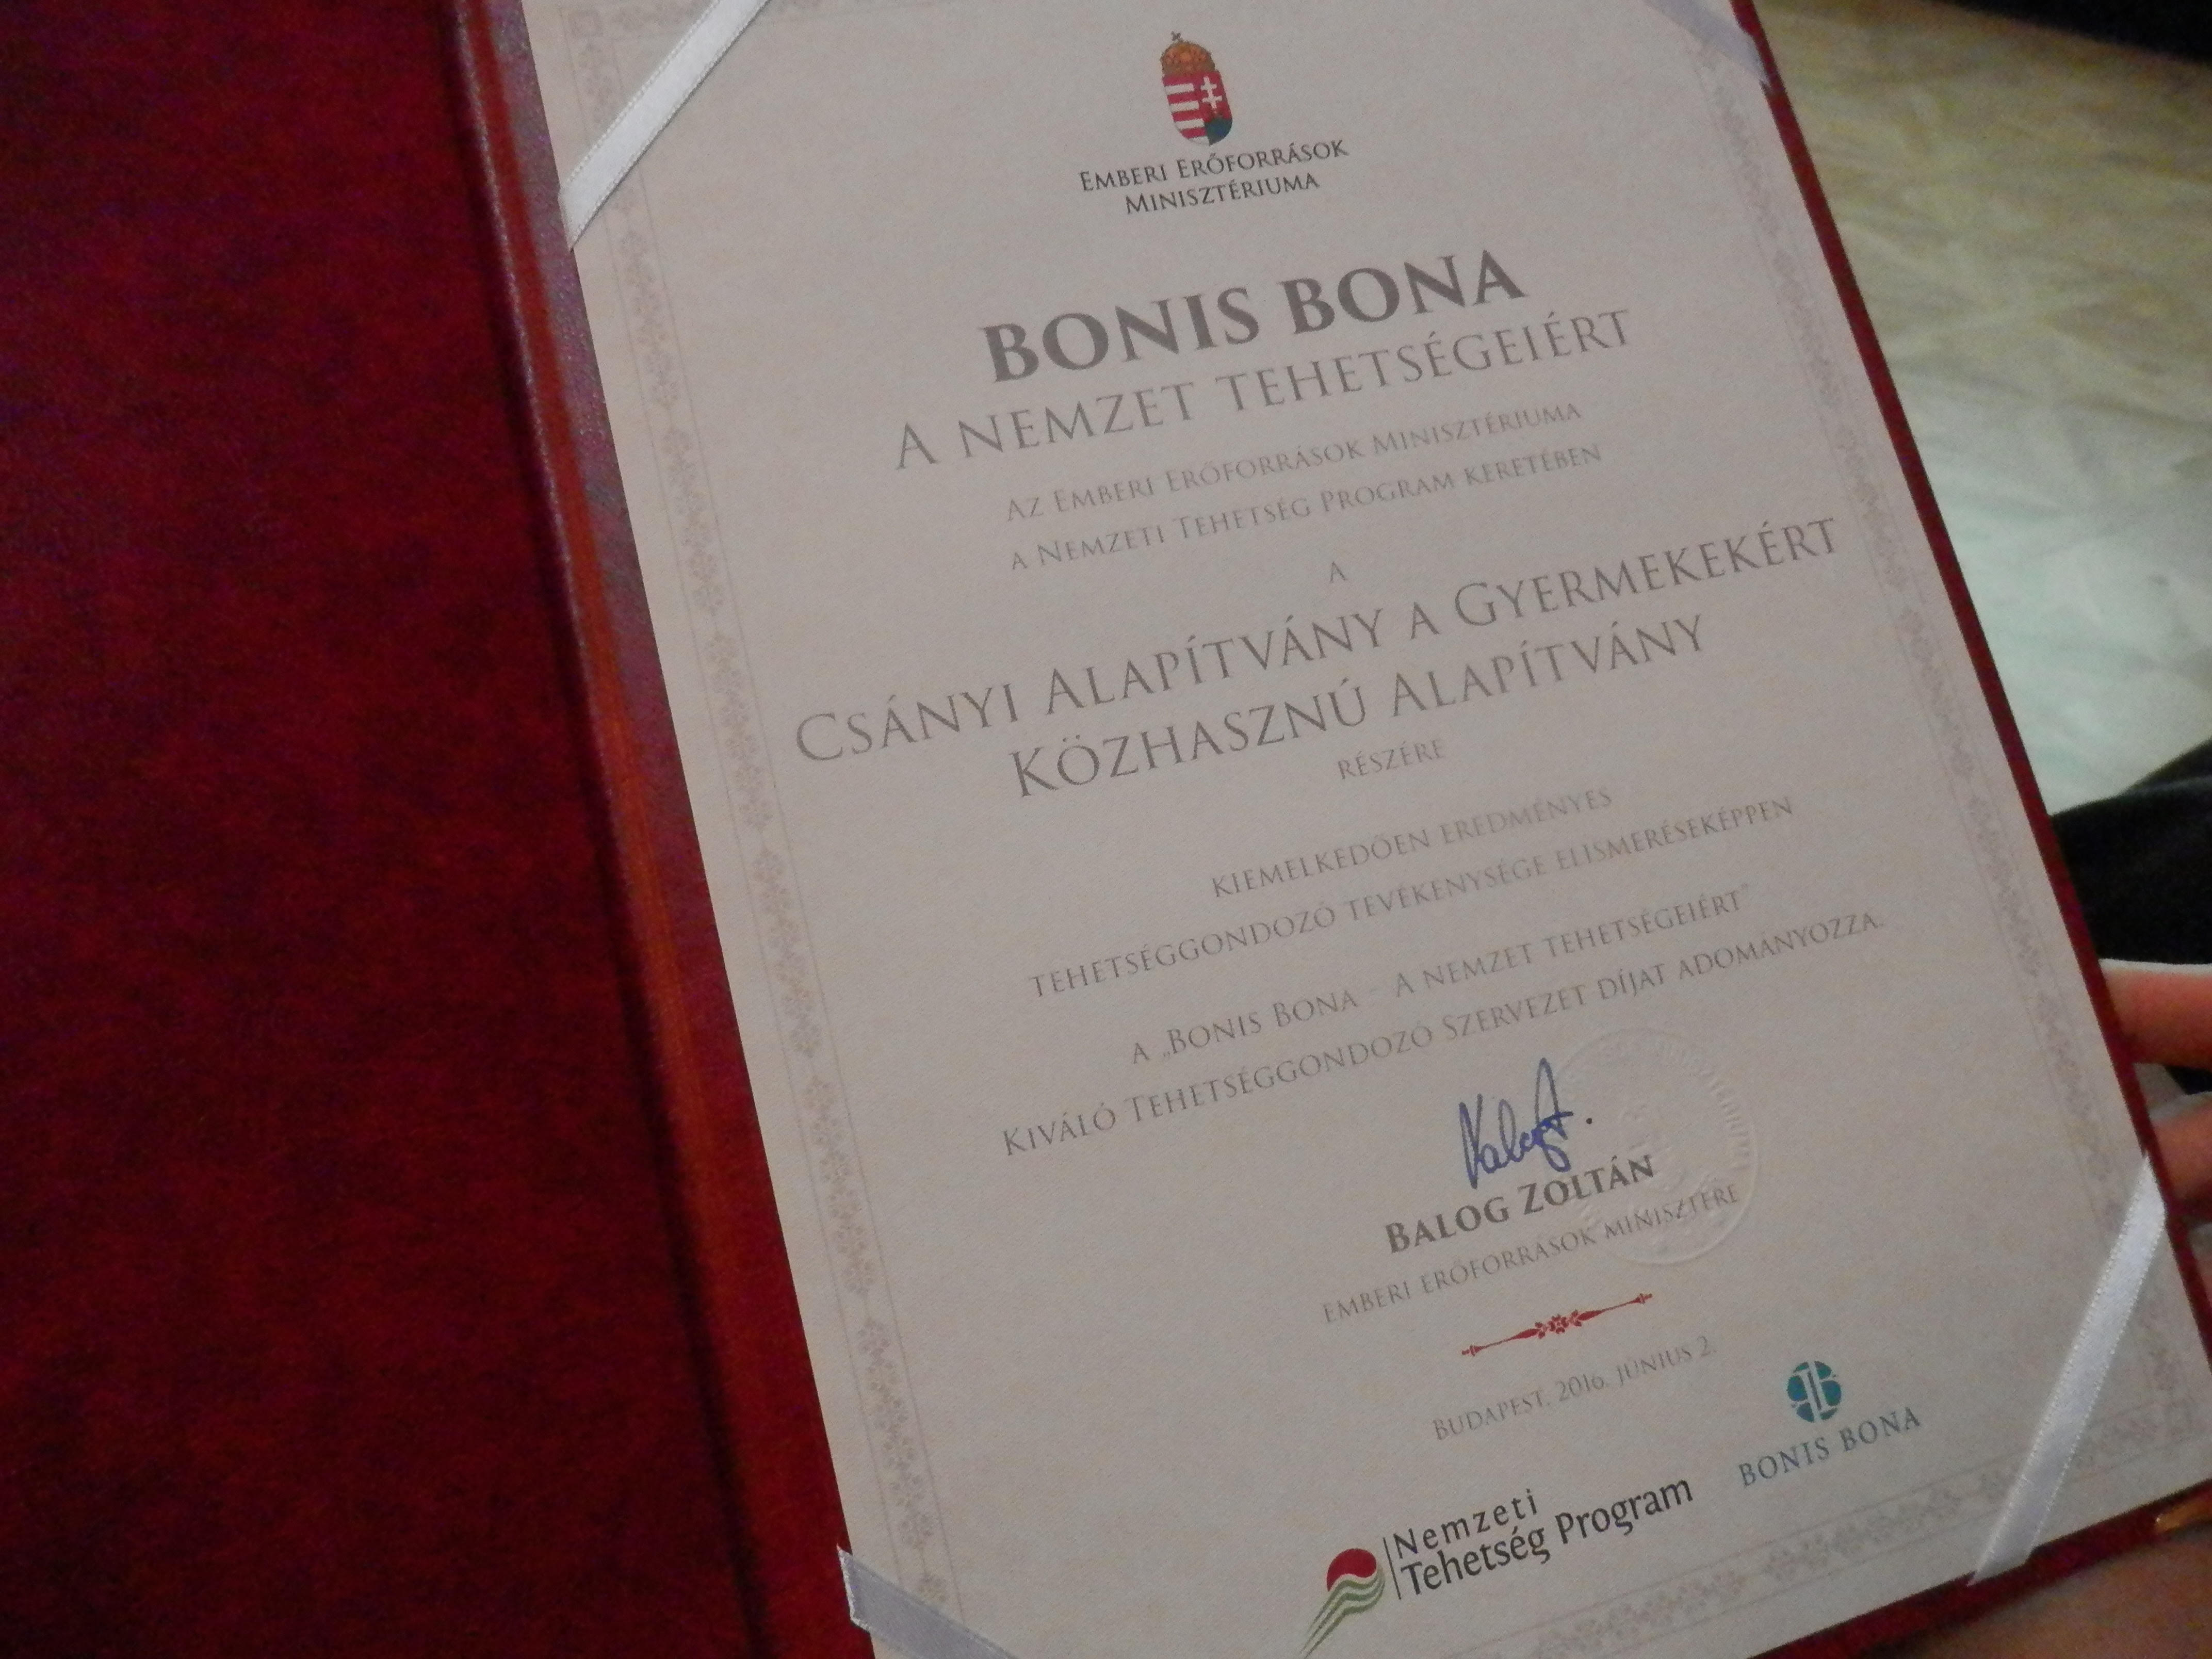 EMBERI ERŐFORRÁSOK
MINISZTÉRIUMA
BONIS BONA
A NEMZET TEHETSÉGEIÉRT
AZ EMBERI ERŐFORRÁSOK MINISZTÉRIUMA
A NEMZETI TEHETSÉG PROGRAM KERETÉBEN
A
CSÁNYI ALAPÍTVÁNY A GYERMEKEKÉRT
KÖZHASZNÚ ALAPÍTVÁNY
RÉSZÉRE
KIEMELKEDŐEN EREDMÉNYES
TEHETSÉGGONDOZÓ TEVÉKENYSÉGE ELISMERÉSEKÉPPEN
A „BONIS BONA - A NEMZET TEHETSÉGEIÉRT"
KIVÁLÓ TEHETSÉGGONDOZÓ SZERVEZET DÍJAT ADOMÁNYOZZA.
BALOG ZOLTÁN
EMBERI ERŐFORRÁSOK MINISZTERE
BUDAPEST, 2016. JÚNIUS 2.
BONIS BONA
Nemzeti
Tehetség Program